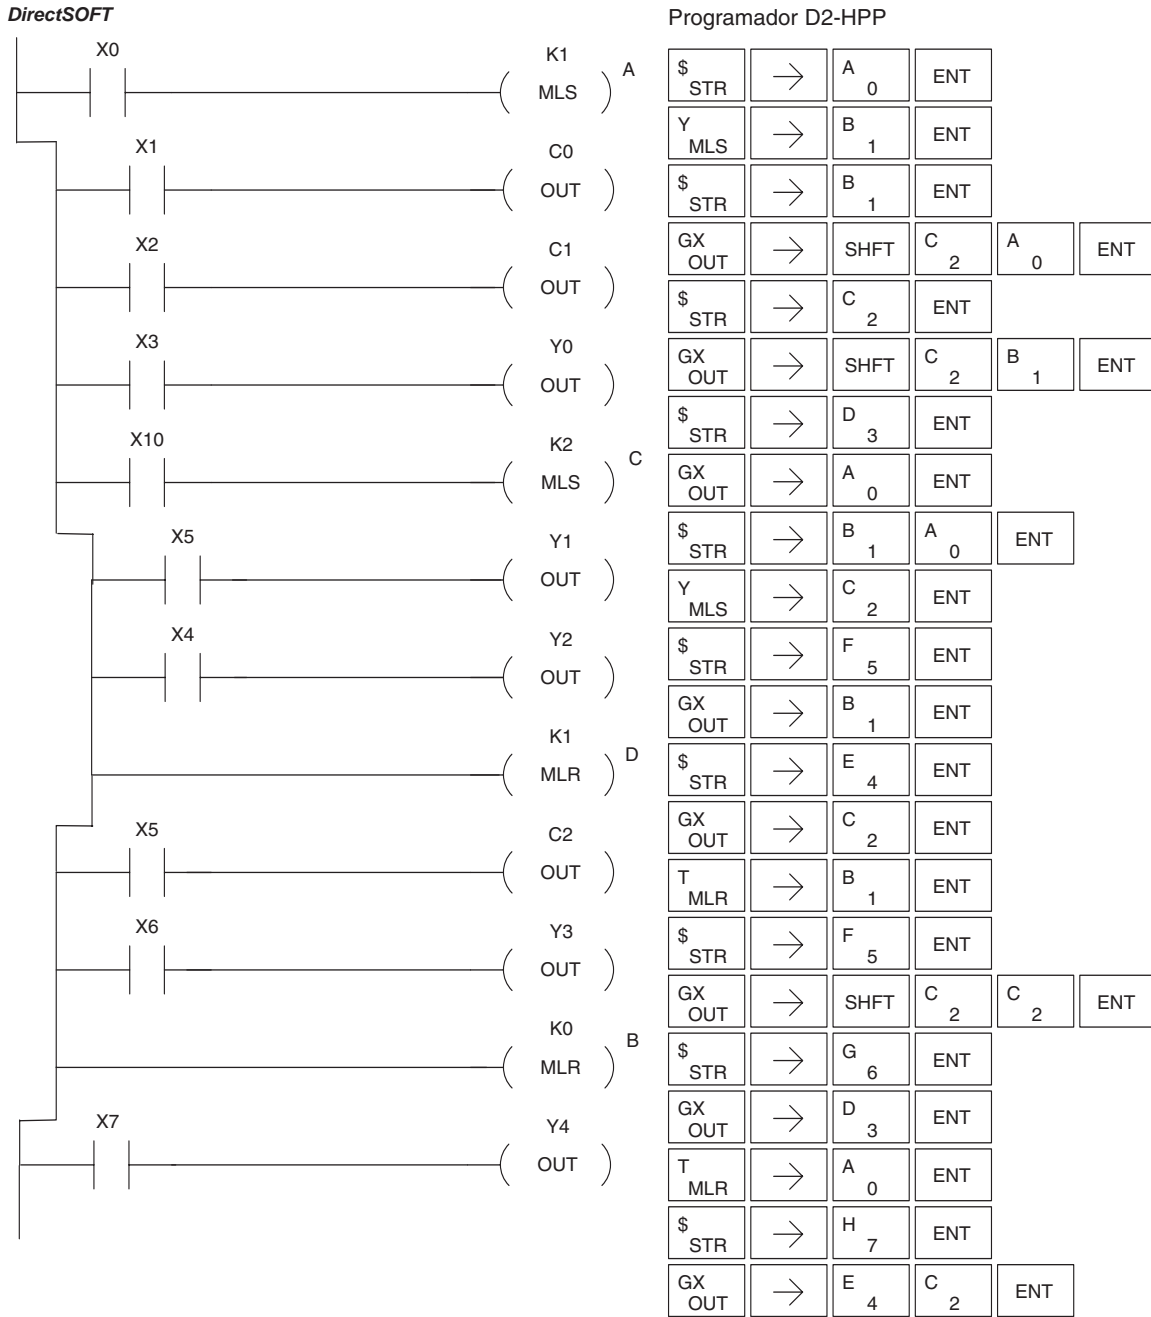 DirectSOFT
X0
K1
MLS
A
X1
C0
OUT
X2
C1
OUT
X3
Y0
OUT
X10
K2
MLS
C
X5
Y1
OUT
X4
Y2
OUT
K1
MLR
D
X5
C2
OUT
X6
Y3
OUT
K0
MLR
B
X7
Y4
OUT
Programador D2-HPP
$ STR → A 0 ENT
Y MLS → B 1 ENT
$ STR → B 1 ENT
GX OUT → SHFT C 2 A 0 ENT
$ STR → C 2 ENT
GX OUT → SHFT C 2 B 1 ENT
$ STR → D 3 ENT
GX OUT → A 0 ENT
$ STR → B 1 A 0 ENT
Y MLS → C 2 ENT
$ STR → F 5 ENT
GX OUT → B 1 ENT
$ STR → E 4 ENT
GX OUT → C 2 ENT
T MLR → B 1 ENT
$ STR → F 5 ENT
GX OUT → SHFT C 2 C 2 ENT
$ STR → G 6 ENT
GX OUT → D 3 ENT
T MLR → A 0 ENT
$ STR → H 7 ENT
GX OUT → E 4 C 2 ENT